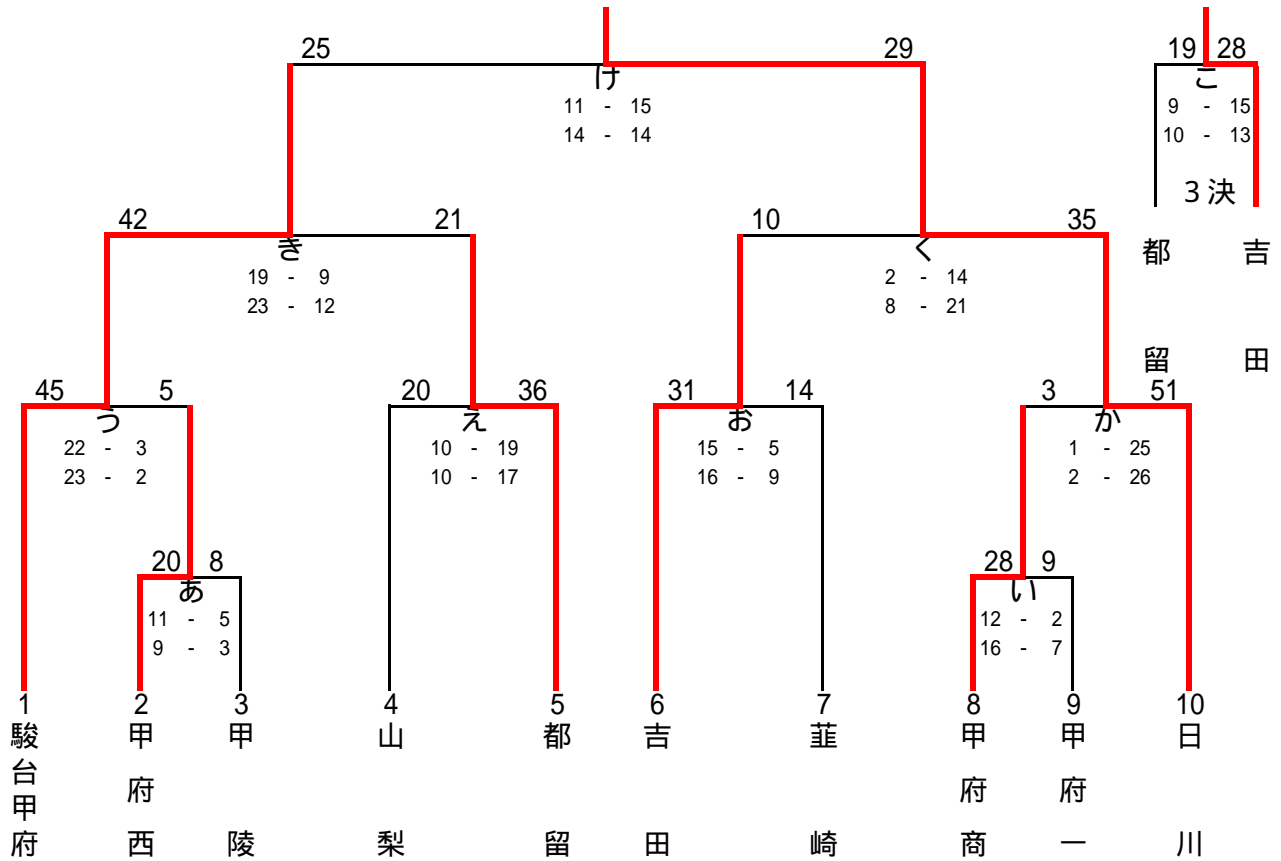 25 29 19 28
け こ
11 - 15 9 - 15
14 - 14 10 - 13
3決
42 21 10 35
き く 都 吉
19 - 9 2 - 14
23 - 12 8 - 21
留 田
45 5 20 36 31 14 3 51
う え お か
22 - 3 10 - 19 15 - 5 1 - 25
23 - 2 10 - 17 16 - 9 2 - 26
20 8 28 9
あ い
11 - 5 12 - 2
9 - 3 16 - 7
1 2 3 4 5 6 7 8 9 10
駿台甲府
甲府西
甲陵
山梨
都留
吉田
韮崎
甲府商
甲府一
日川